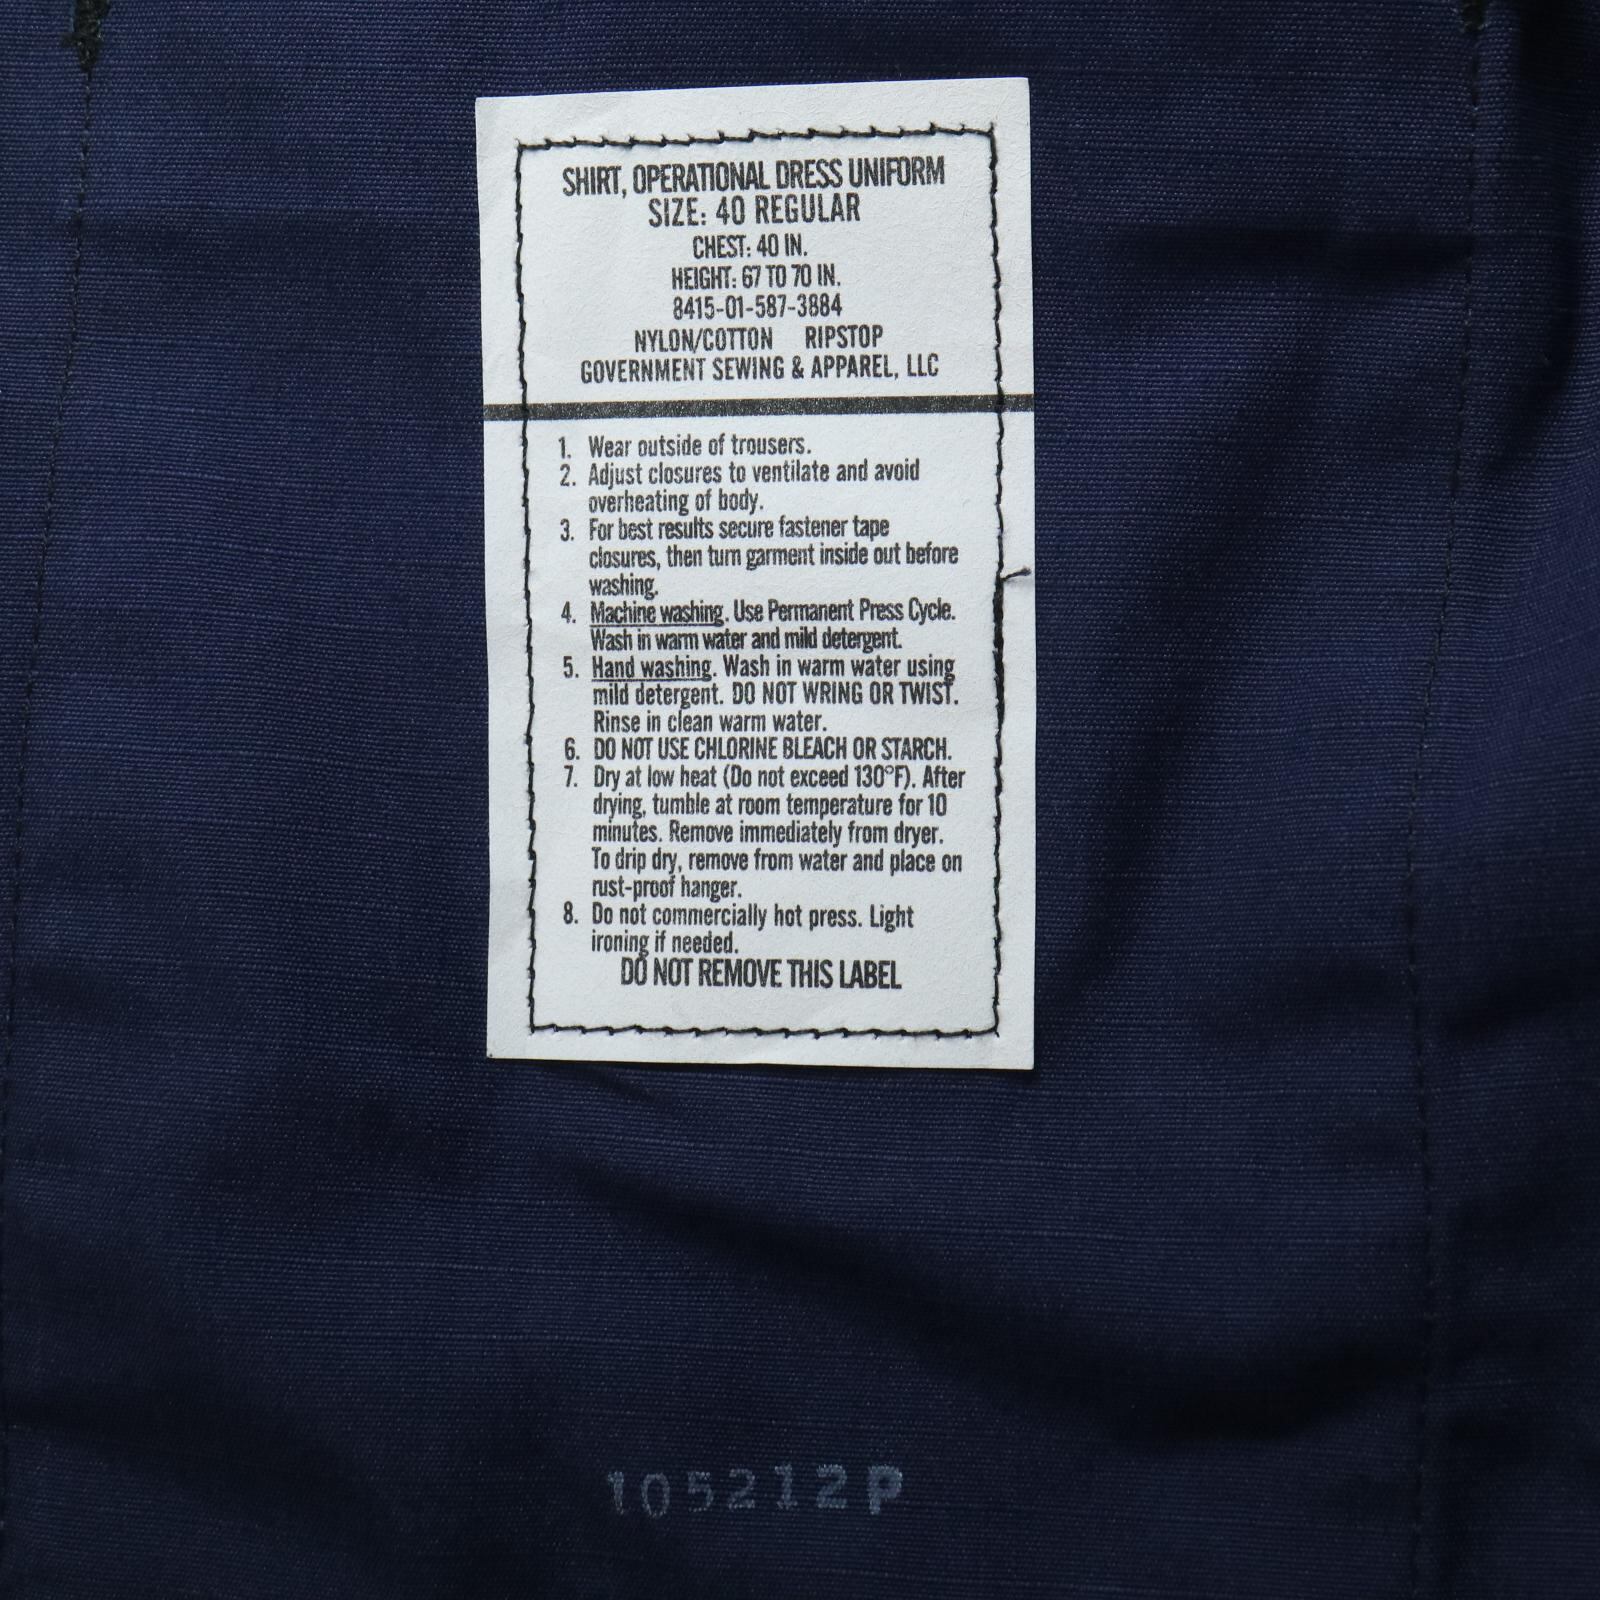 SHIRT, OPERATIONAL DRESS UNIFORM
SIZE: 40 REGULAR
CHEST: 40 IN.
HEIGHT: 67 TO 70 IN.
8415-01-587-3884
NYLON/COTTON RIPSTOP
GOVERNMENT SEWING & APPAREL, LLC
1. Wear outside of trousers.
2. Adjust closures to ventilate and avoid
overheating of body.
3. For best results secure fastener tape
closures, then turn garment inside out before
washing.
4. Machine washing. Use Permanent Press Cycle.
Wash in warm water and mild detergent.
5. Hand washing. Wash in warm water using
mild detergent. DO NOT WRING OR TWIST.
Rinse in clean warm water.
6. DO NOT USE CHLORINE BLEACH OR STARCH.
7. Dry at low heat (Do not exceed 130°F). After
drying, tumble at room temperature for 10
minutes. Remove immediately from dryer.
To drip dry, remove from water and place on
rust-proof hanger.
8. Do not commercially hot press. Light
ironing if needed.
DO NOT REMOVE THIS LABEL
105212P